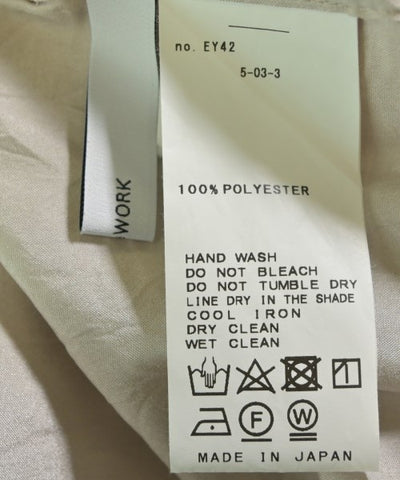 no. EY42
5-03-3
WORK
100% POLYESTER
HAND WASH
DO NOT BLEACH
DO NOT TUMBLE DRY
LINE DRY IN THE SHADE
COOL IRON
DRY CLEAN
WET CLEAN
F W
MADE IN JAPAN